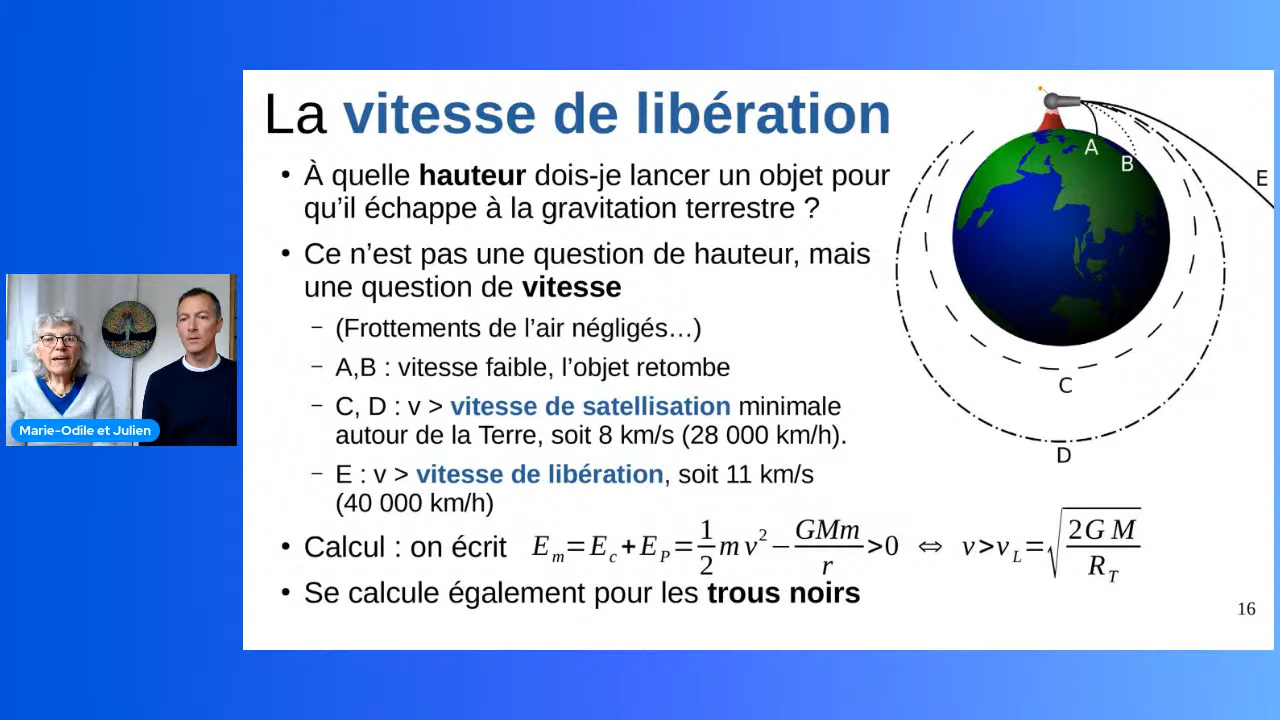 La vitesse de libération
• À quelle hauteur dois-je lancer un objet pour
qu’il échappe à la gravitation terrestre ?
• Ce n’est pas une question de hauteur, mais
une question de vitesse
– (Frottements de l’air négligés…)
– A,B : vitesse faible, l’objet retombe
– C, D : v > vitesse de satellisation minimale
autour de la Terre, soit 8 km/s (28 000 km/h).
– E : v > vitesse de libération, soit 11 km/s
(40 000 km/h)
• Calcul : on écrit E_m=E_c+E_P=1/2 m v^2 − GMm/r >0 ⇔ v>v_L=√(2G M/R_T)
• Se calcule également pour les trous noirs
A
B
E
C
D
16
Marie-Odile et Julien